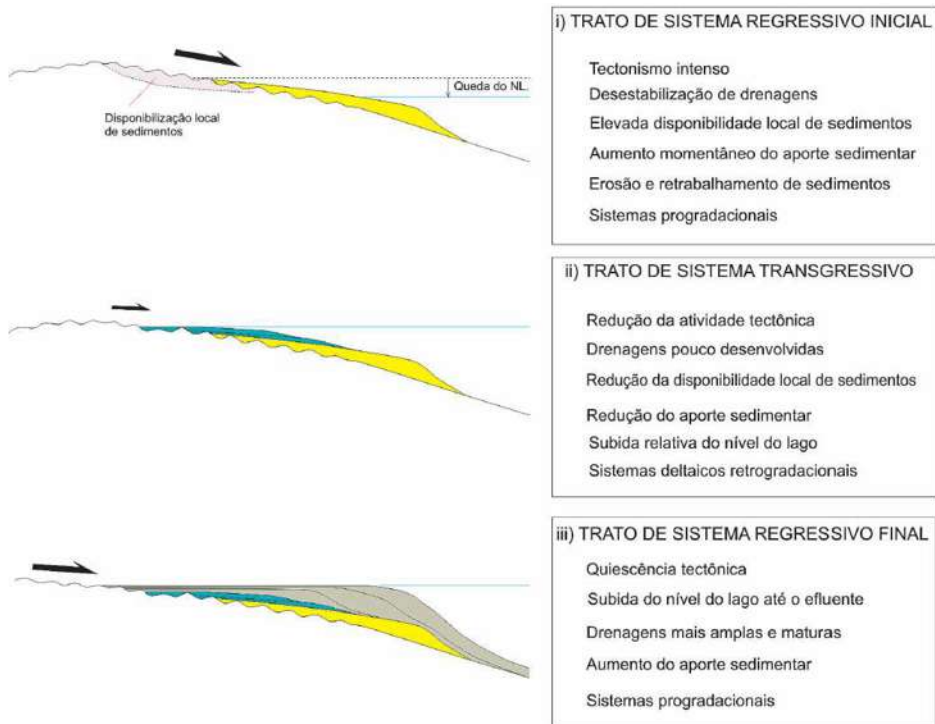 Queda do NL.
Disponibilização local
de sedimentos
i) TRATO DE SISTEMA REGRESSIVO INICIAL
Tectonismo intenso
Desestabilização de drenagens
Elevada disponibilidade local de sedimentos
Aumento momentâneo do aporte sedimentar
Erosão e retrabalhamento de sedimentos
Sistemas progradacionais
ii) TRATO DE SISTEMA TRANSGRESSIVO
Redução da atividade tectônica
Drenagens pouco desenvolvidas
Redução da disponibilidade local de sedimentos
Redução do aporte sedimentar
Subida relativa do nível do lago
Sistemas deltaicos retrogradacionais
iii) TRATO DE SISTEMA REGRESSIVO FINAL
Quiescência tectônica
Subida do nível do lago até o efluente
Drenagens mais amplas e maturas
Aumento do aporte sedimentar
Sistemas progradacionais